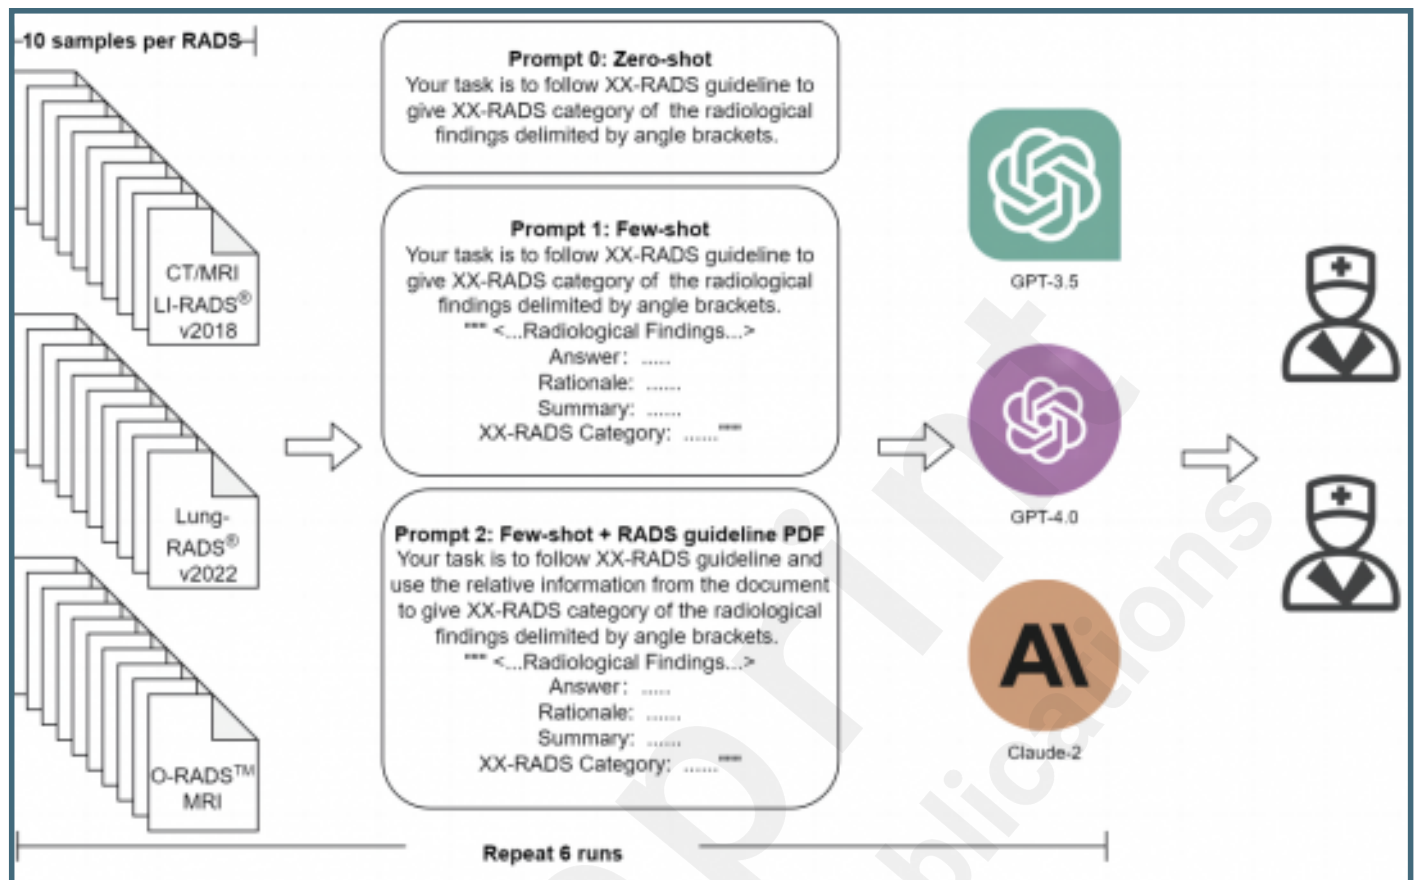 10 samples per RADS
CT/MRI
LI-RADS®
v2018
Lung-
RADS®
v2022
O-RADS™
MRI
Prompt 0: Zero-shot
Your task is to follow XX-RADS guideline to
give XX-RADS category of the radiological
findings delimited by angle brackets.
Prompt 1: Few-shot
Your task is to follow XX-RADS guideline to
give XX-RADS category of the radiological
findings delimited by angle brackets.
""" <...Radiological Findings...>
Answer: .....
Rationale: ......
Summary: ......
XX-RADS Category: ......"""
Prompt 2: Few-shot + RADS guideline PDF
Your task is to follow XX-RADS guideline and
use the relative information from the document
to give XX-RADS category of the radiological
findings delimited by angle brackets.
""" <...Radiological Findings...>
Answer: .....
Rationale: ......
Summary: ......
XX-RADS Category: ......"""
GPT-3.5
GPT-4.0
A\
Claude-2
Repeat 6 runs
print
blications